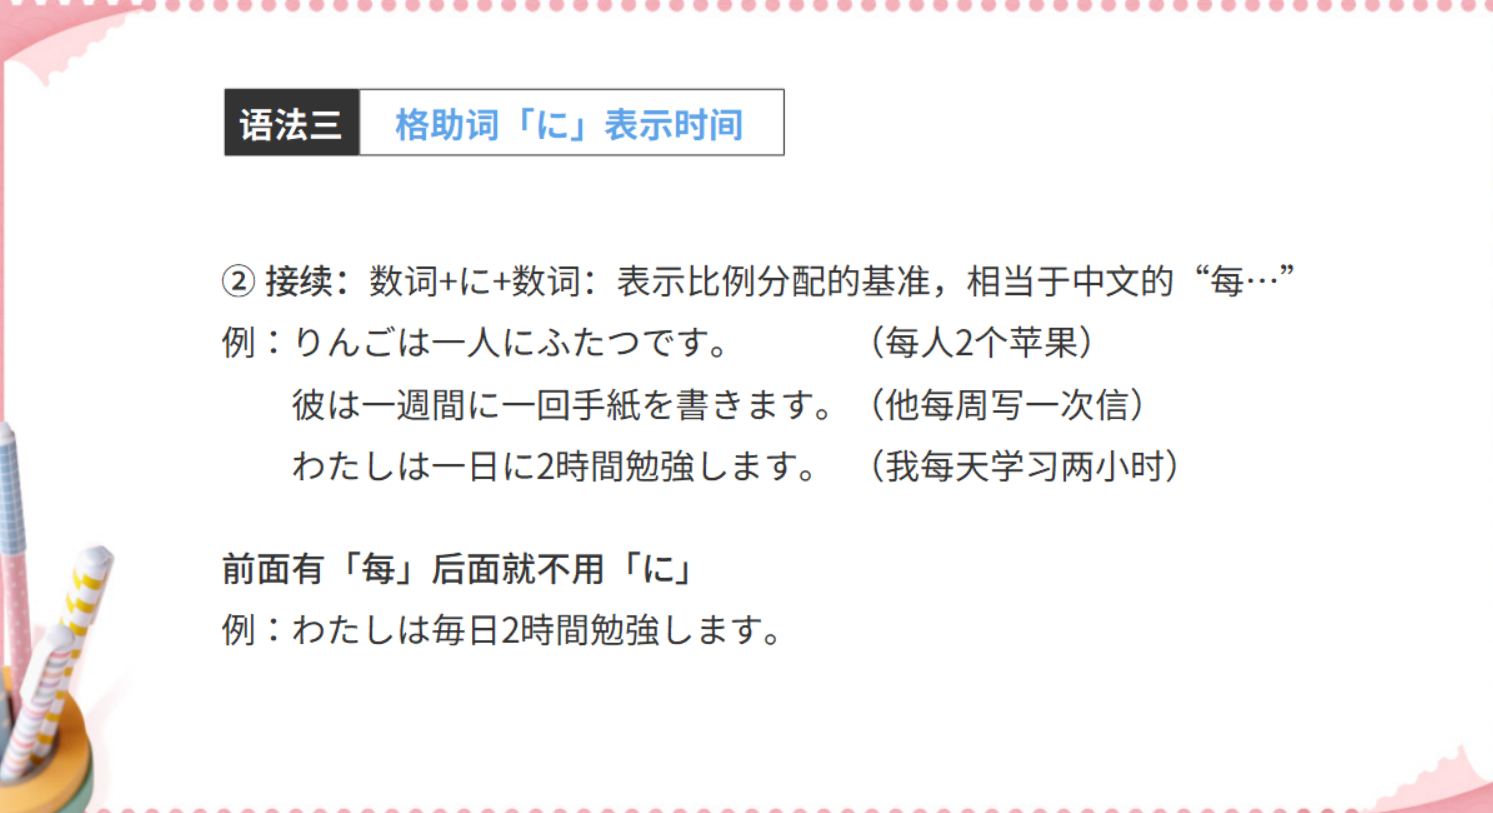 语法三 格助词「に」表示时间
② 接续：数词+に+数词：表示比例分配的基准，相当于中文的“每…”
例：りんごは一人にふたつです。 （每人2个苹果）
彼は一週間に一回手紙を書きます。 （他每周写一次信）
わたしは一日に2時間勉強します。 （我每天学习两小时）
前面有「每」后面就不用「に」
例：わたしは毎日2時間勉強します。